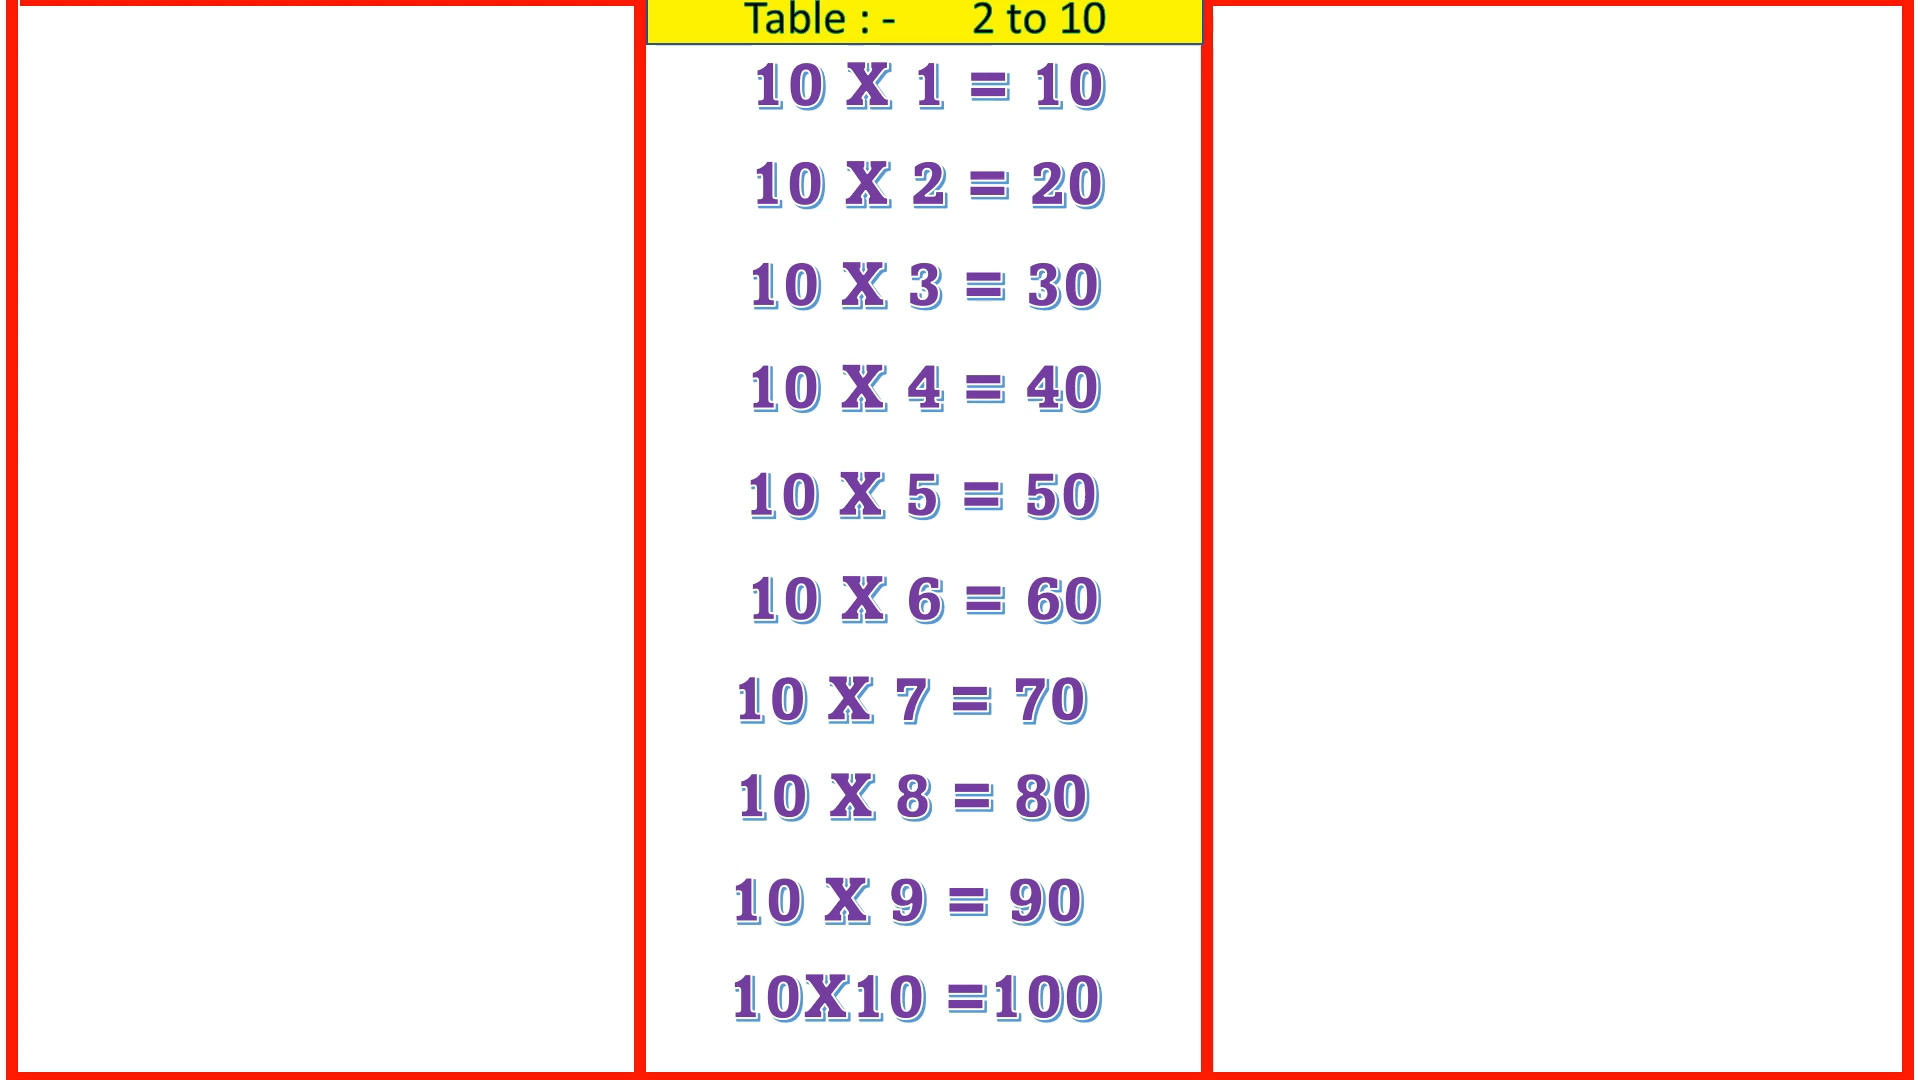 Table : - 2 to 10
10 X 1 = 10
10 X 2 = 20
10 X 3 = 30
10 X 4 = 40
10 X 5 = 50
10 X 6 = 60
10 X 7 = 70
10 X 8 = 80
10 X 9 = 90
10X10 =100